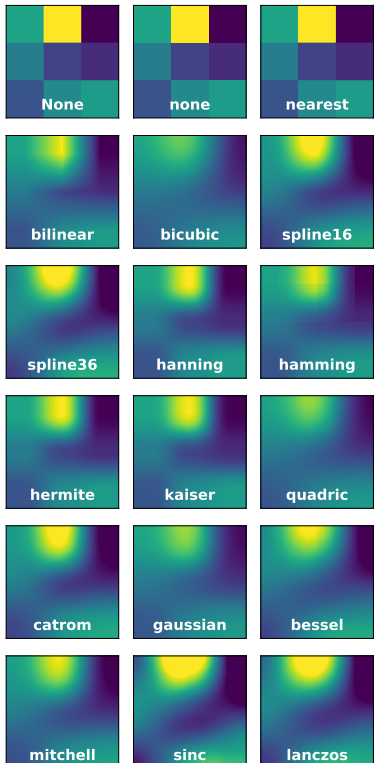 None none nearest
bilinear bicubic spline16
spline36 hanning hamming
hermite kaiser quadric
catrom gaussian bessel
mitchell sinc lanczos